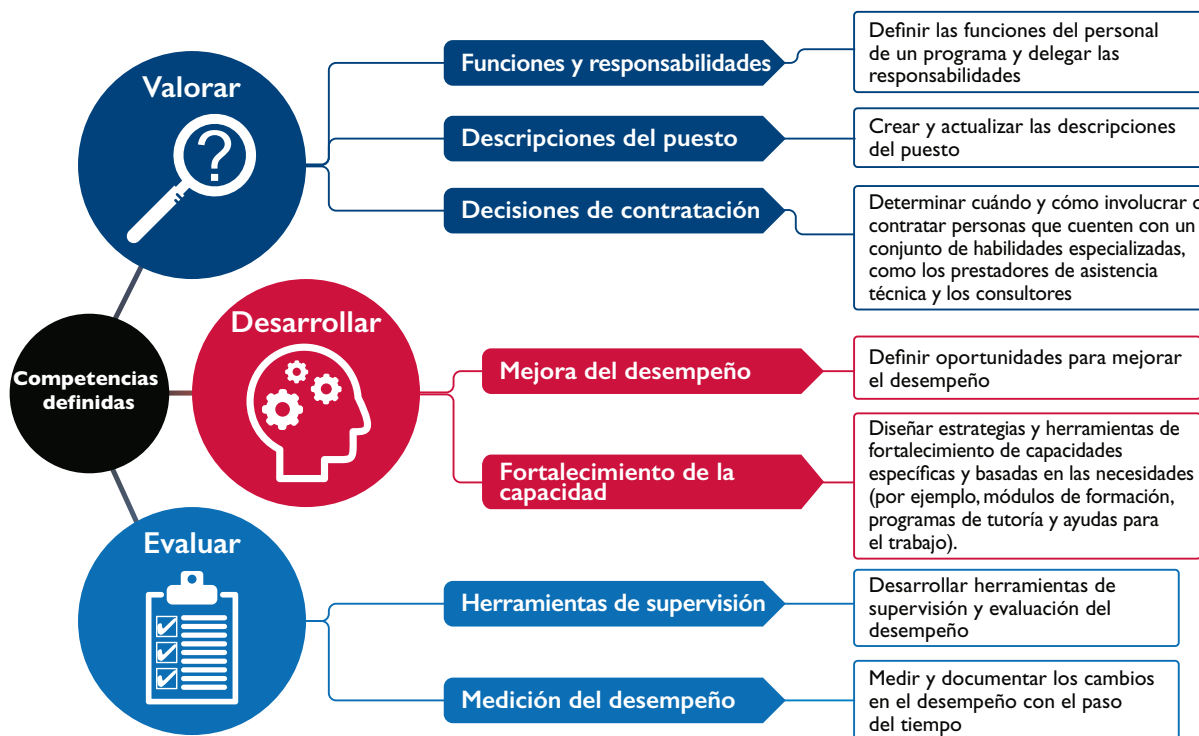 Valorar
?
Funciones y responsabilidades
Definir las funciones del personal
de un programa y delegar las
responsabilidades
Descripciones del puesto
Crear y actualizar las descripciones
del puesto
Decisiones de contratación
Determinar cuándo y cómo involucrar o
contratar personas que cuenten con un
conjunto de habilidades especializadas,
como los prestadores de asistencia
técnica y los consultores
Competencias
definidas
Desarrollar
Mejora del desempeño
Definir oportunidades para mejorar
el desempeño
Fortalecimiento de la
capacidad
Diseñar estrategias y herramientas de
fortalecimiento de capacidades
específicas y basadas en las necesidades
(por ejemplo, módulos de formación,
programas de tutoría y ayudas para
el trabajo).
Evaluar
Herramientas de supervisión
Desarrollar herramientas de
supervisión y evaluación del
desempeño
Medición del desempeño
Medir y documentar los cambios
en el desempeño con el paso
del tiempo